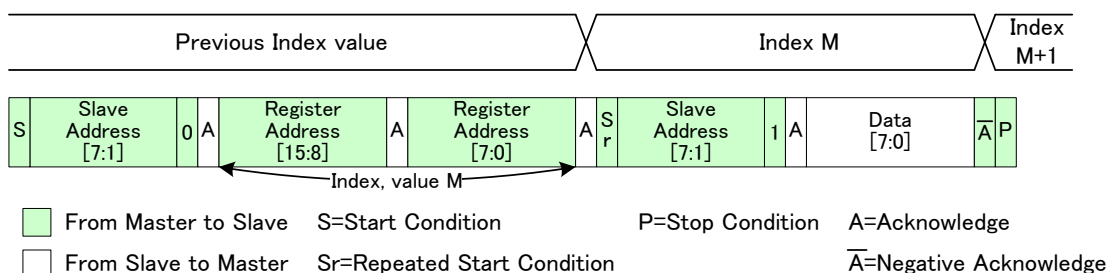 Previous Index value
Index M
Index
M+1
S
Slave
Address
[7:1]
0
A
Register
Address
[15:8]
A
Register
Address
[7:0]
A
S
r
Slave
Address
[7:1]
1
A
Data
[7:0]
A̅
P
Index, value M
From Master to Slave
S=Start Condition
P=Stop Condition
A=Acknowledge
From Slave to Master
Sr=Repeated Start Condition
A̅=Negative Acknowledge